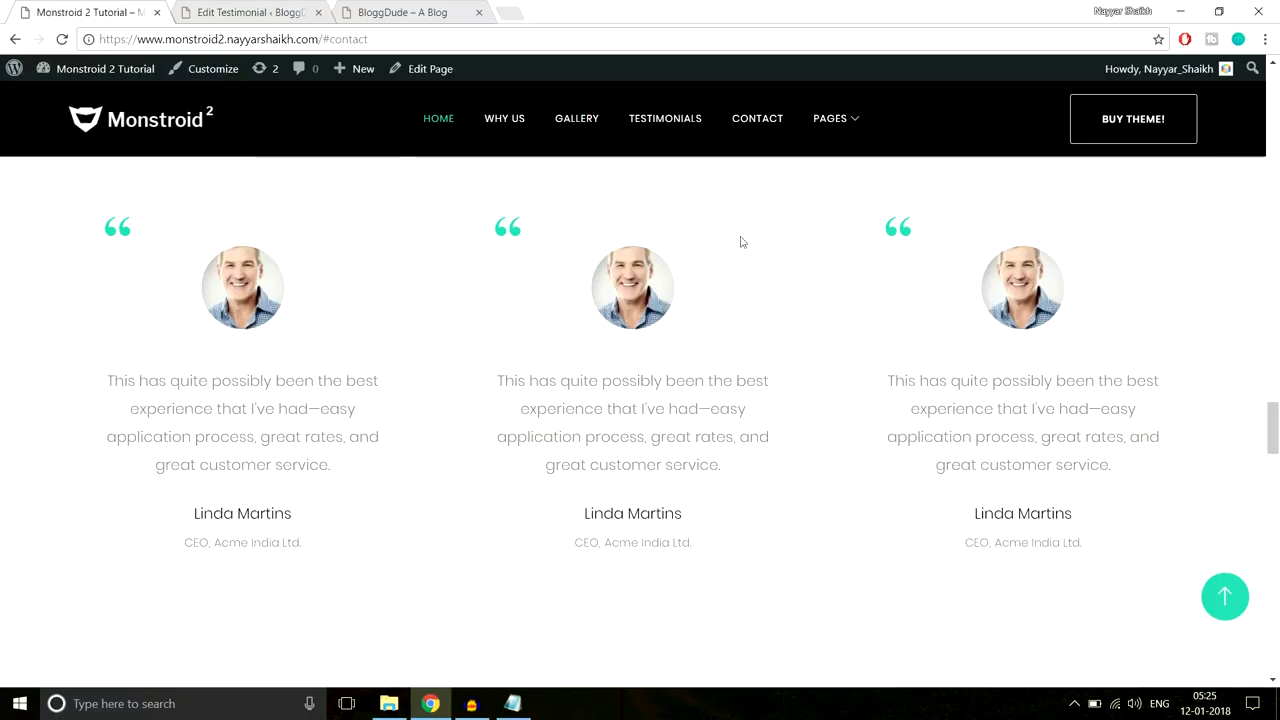 Monstroid 2 Tutorial – M
Edit Testimonial ‹ BloggD
BloggDude – A Blog
Nayyar Shaikh
https://www.monstroid2.nayyarshaikh.com/#contact
Monstroid 2 Tutorial
Customize
2
0
New
Edit Page
Howdy, Nayyar_Shaikh
Monstroid 2
HOME
WHY US
GALLERY
TESTIMONIALS
CONTACT
PAGES
BUY THEME!
This has quite possibly been the best
experience that I've had—easy
application process, great rates, and
great customer service.
Linda Martins
CEO, Acme India Ltd.
This has quite possibly been the best
experience that I've had—easy
application process, great rates, and
great customer service.
Linda Martins
CEO, Acme India Ltd.
This has quite possibly been the best
experience that I've had—easy
application process, great rates, and
great customer service.
Linda Martins
CEO, Acme India Ltd.
Type here to search
ENG
05:25
12-01-2018